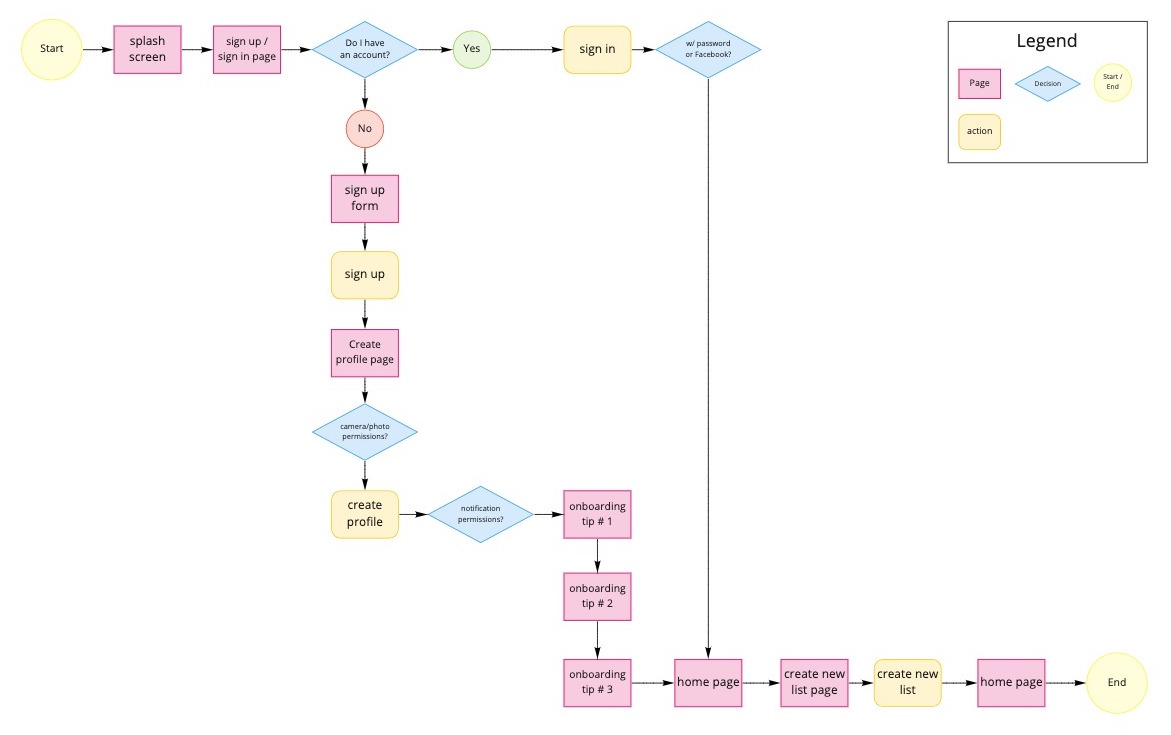 Start
splash
screen
sign up /
sign in page
Do I have
an account?
Yes
sign in
w/ password
or Facebook?
Legend
Page
Decision
Start /
End
action
No
sign up
form
sign up
Create
profile page
camera/photo
permissions?
create
profile
notification
permissions?
onboarding
tip # 1
onboarding
tip # 2
onboarding
tip # 3
home page
create new
list page
create new
list
home page
End